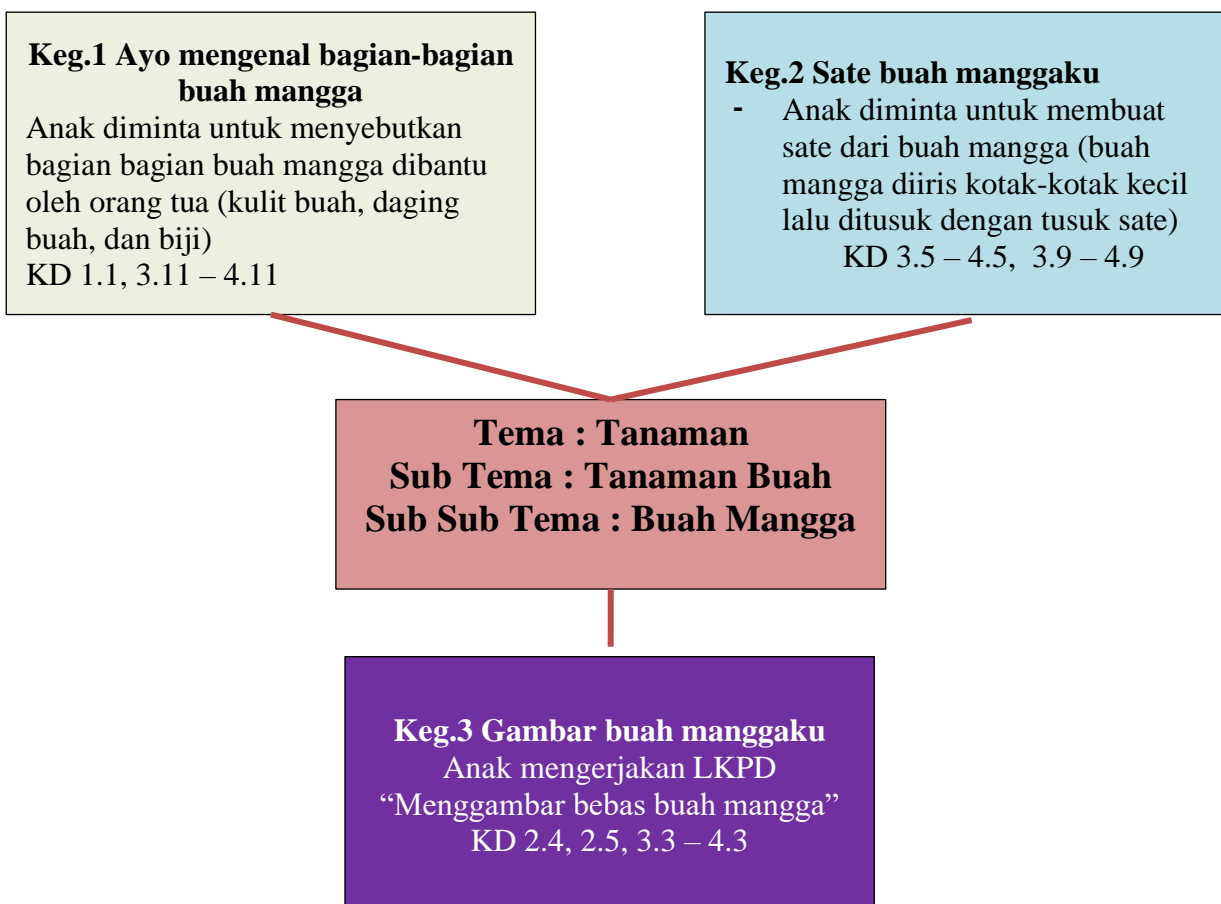 Keg.1 Ayo mengenal bagian-bagian
buah mangga
Anak diminta untuk menyebutkan
bagian bagian buah mangga dibantu
oleh orang tua (kulit buah, daging
buah, dan biji)
KD 1.1, 3.11 – 4.11
Keg.2 Sate buah manggaku
- Anak diminta untuk membuat
sate dari buah mangga (buah
mangga diiris kotak-kotak kecil
lalu ditusuk dengan tusuk sate)
KD 3.5 – 4.5, 3.9 – 4.9
Tema : Tanaman
Sub Tema : Tanaman Buah
Sub Sub Tema : Buah Mangga
Keg.3 Gambar buah manggaku
Anak mengerjakan LKPD
“Menggambar bebas buah mangga”
KD 2.4, 2.5, 3.3 – 4.3